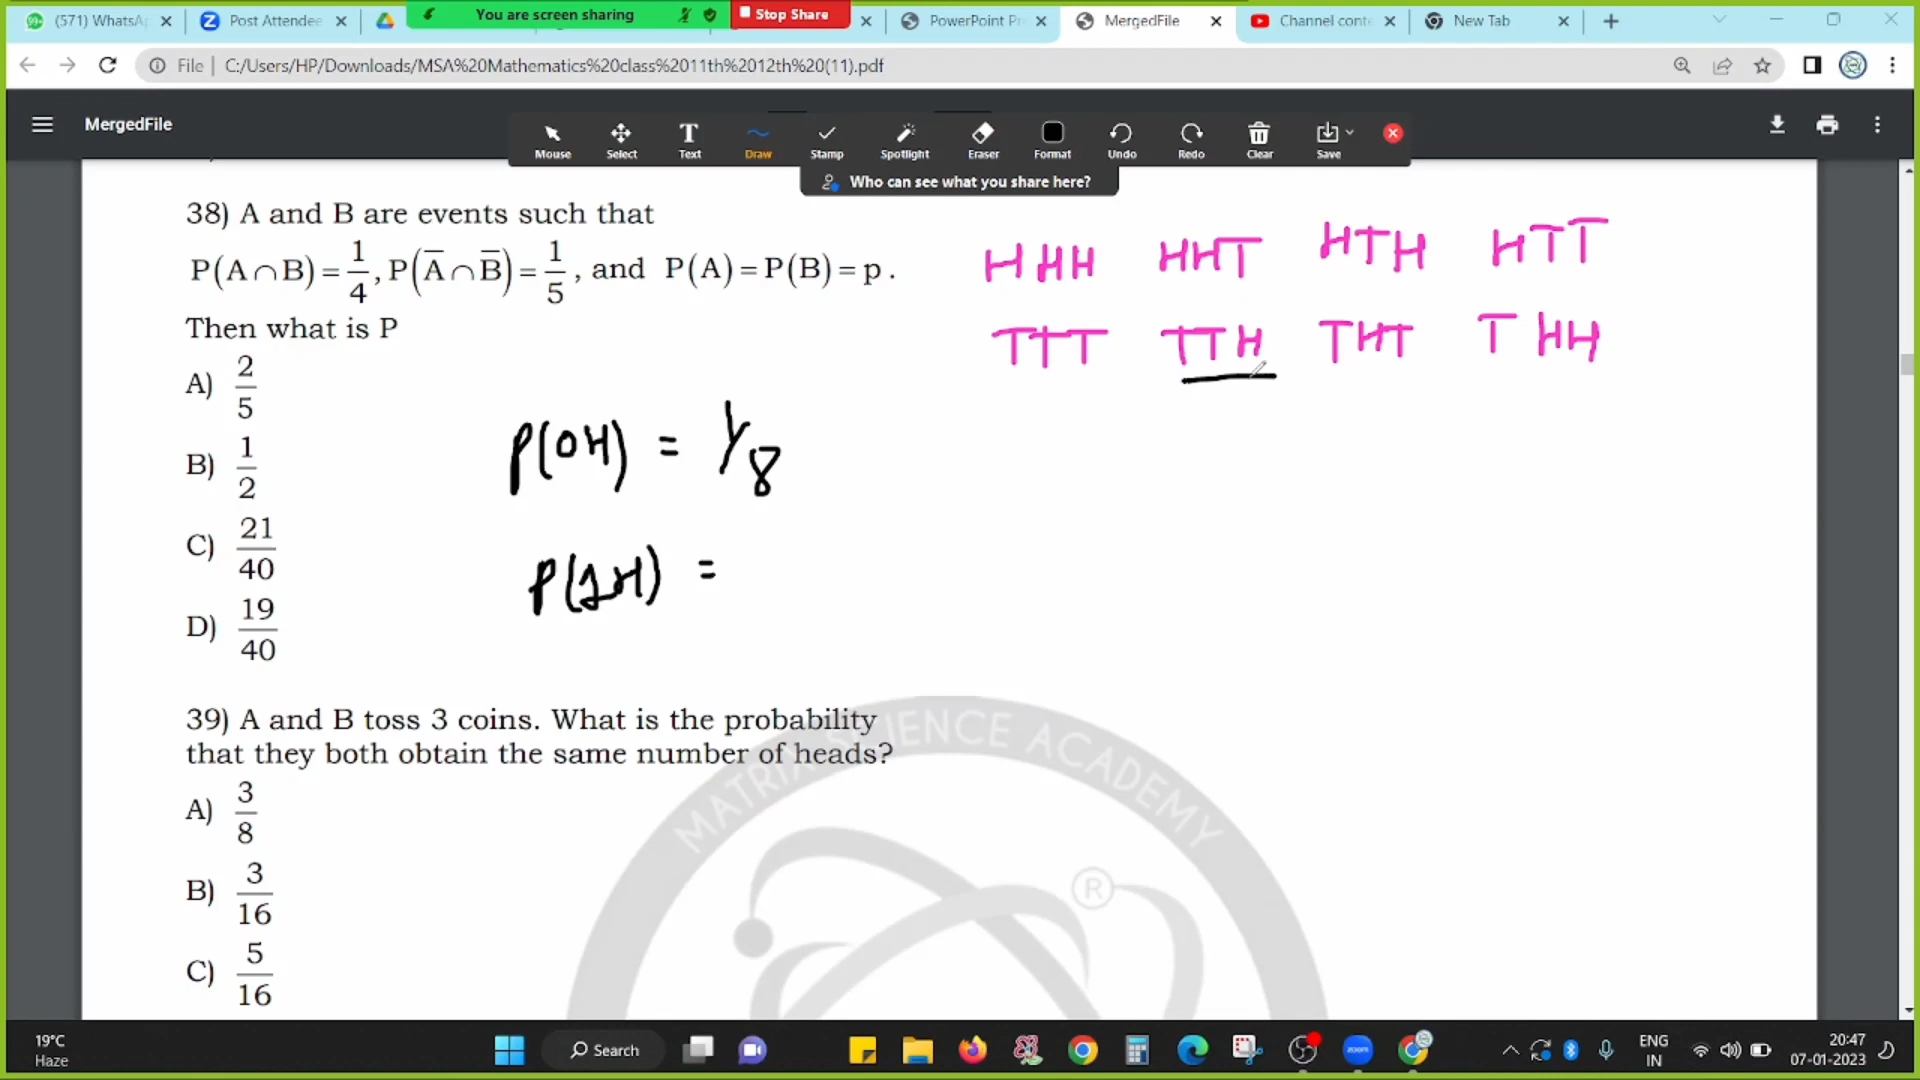 (571) WhatsA
Post Attendee
You are screen sharing
Stop Share
PowerPoint Pr
MergedFile
Channel conte
New Tab
File | C:/Users/HP/Downloads/MSA%20Mathematics%20class%2011th%2012th%20(11).pdf
MergedFile
Mouse Select Text Draw Stamp Spotlight Eraser Format Undo Redo Clear Save
Who can see what you share here?
38) A and B are events such that
P(A∩B) = 1/4, P(A̅∩B̅) = 1/5, and P(A) = P(B) = p.
Then what is P
A) 2/5
B) 1/2
C) 21/40
D) 19/40
HHH HHT HTH HTT
TTT TTH THT THH
P(0H) = 1/8
P(1H) =
39) A and B toss 3 coins. What is the probability
that they both obtain the same number of heads?
A) 3/8
B) 3/16
C) 5/16
MATRIX SCIENCE ACADEMY
®
19°C
Haze
Search
zoom
ENG
IN
20:47
07-01-2023